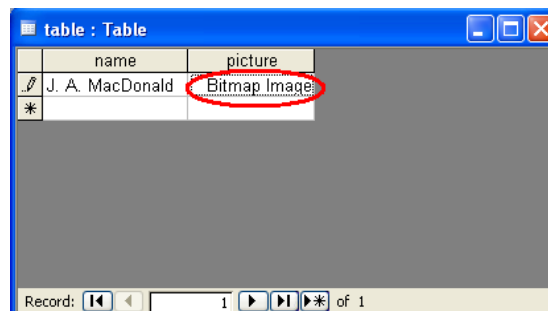 table : Table
name picture
J. A. MacDonald Bitmap Image
Record: 1 of 1